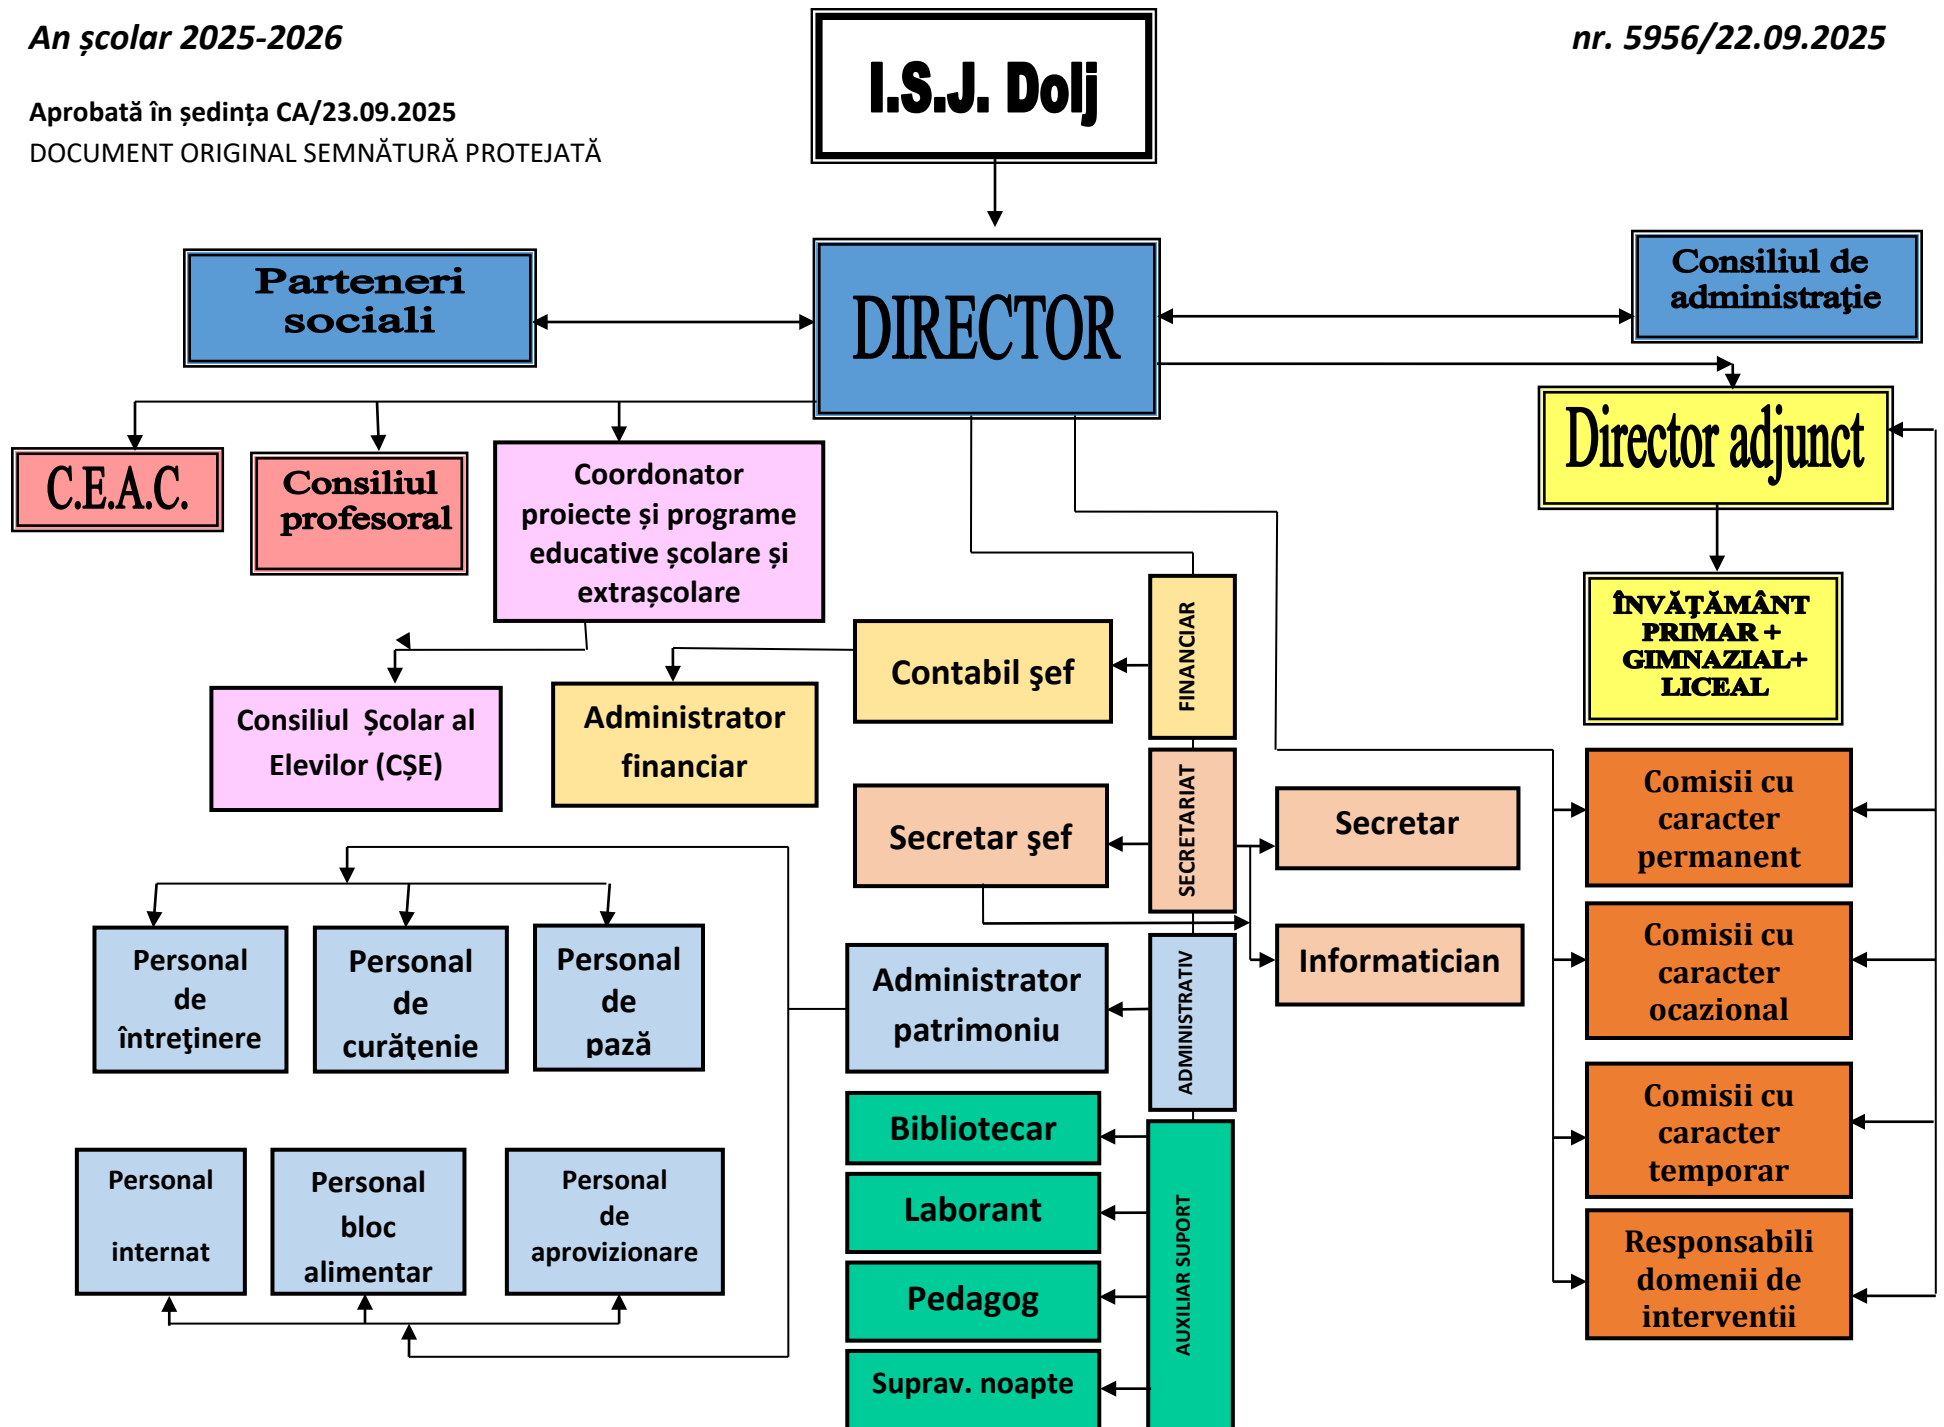 An școlar 2025-2026
nr. 5956/22.09.2025
I.S.J. Dolj
Aprobată în ședința CA/23.09.2025
DOCUMENT ORIGINAL SEMNĂTURĂ PROTEJATĂ
Parteneri
sociali
DIRECTOR
Consiliul de
administraţie
Director adjunct
C.E.A.C.
Consiliul
profesoral
Coordonator
proiecte și programe
educative școlare și
extrașcolare
ÎNVĂŢĂMÂNT
PRIMAR +
GIMNAZIAL+
LICEAL
FINANCIAR
Contabil şef
Administrator
financiar
Consiliul Școlar al
Elevilor (CȘE)
SECRETARIAT
Secretar şef
Secretar
Informatician
Comisii cu
caracter
permanent
Comisii cu
caracter
ocazional
Comisii cu
caracter
temporar
Responsabili
domenii de
interventii
ADMINISTRATIV
Administrator
patrimoniu
Personal
de
întreţinere
Personal
de
curăţenie
Personal
de
pază
Personal
internat
Personal
bloc
alimentar
Personal
de
aprovizionare
AUXILIAR SUPORT
Bibliotecar
Laborant
Pedagog
Suprav. noapte